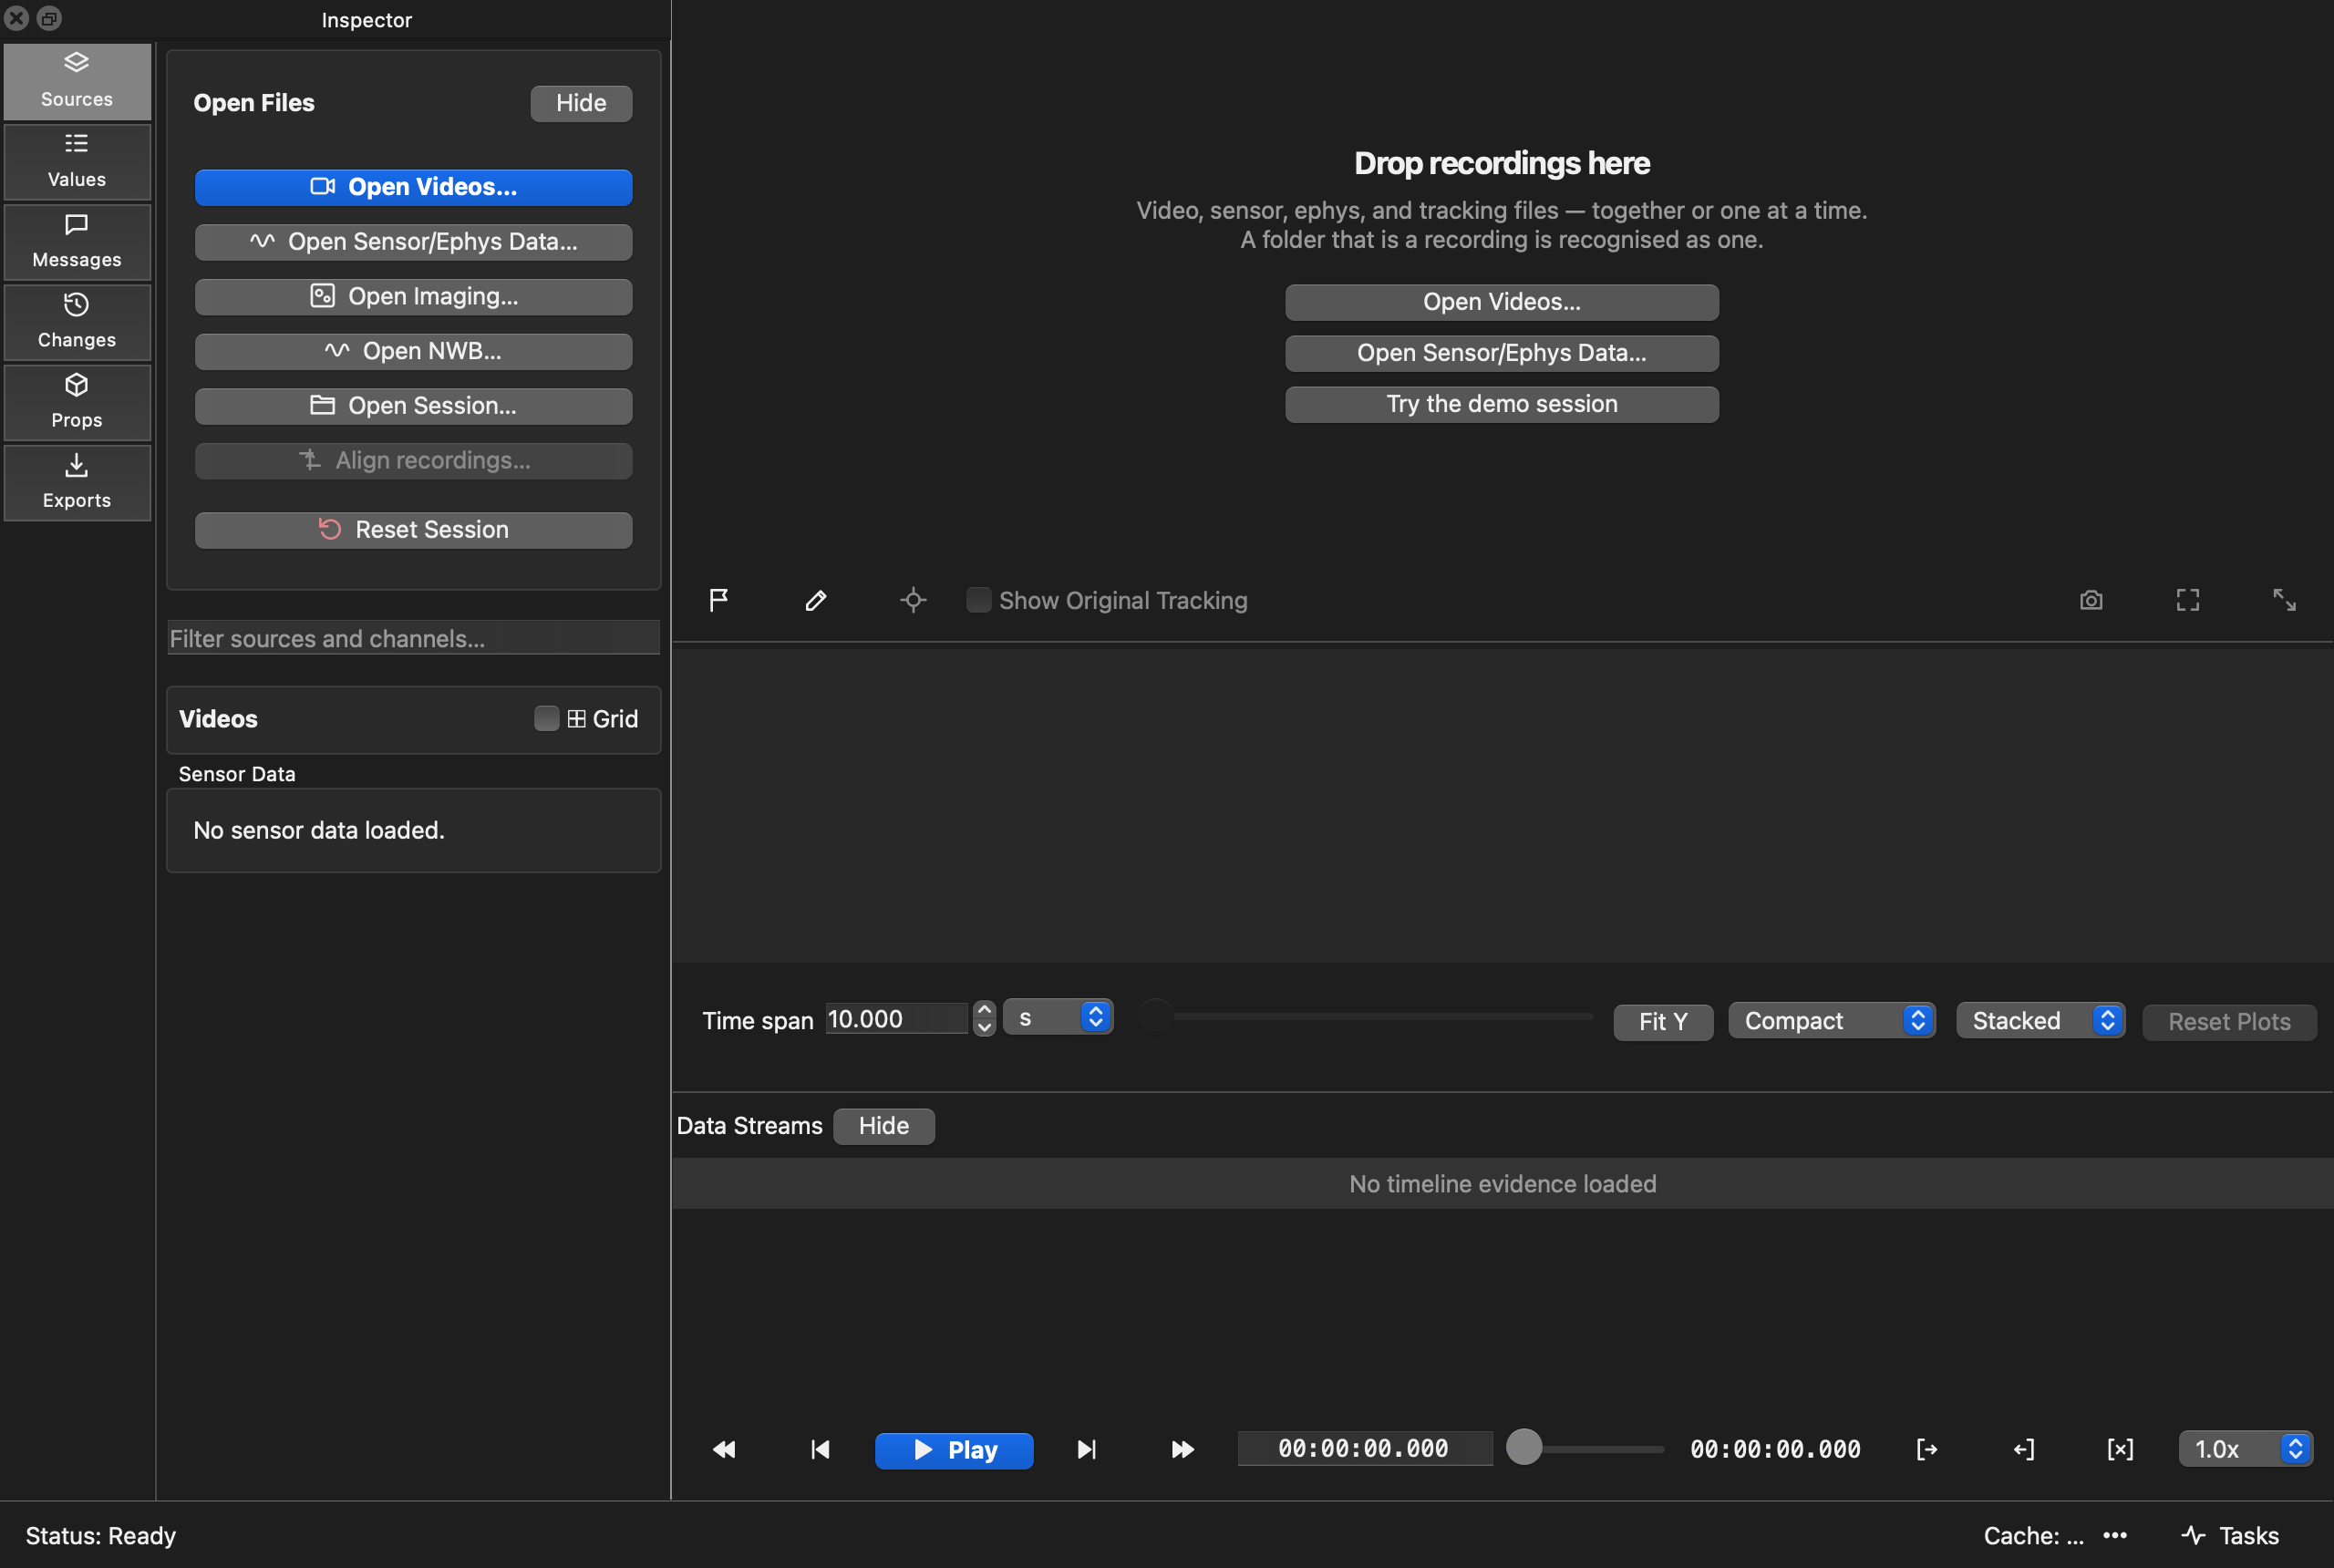 Inspector
Sources
Values
Messages
Changes
Props
Exports
Open Files
Hide
Open Videos...
Open Sensor/Ephys Data...
Open Imaging...
Open NWB...
Open Session...
Align recordings...
Reset Session
Filter sources and channels...
Videos
Grid
Sensor Data
No sensor data loaded.
Drop recordings here
Video, sensor, ephys, and tracking files — together or one at a time.
A folder that is a recording is recognised as one.
Open Videos...
Open Sensor/Ephys Data...
Try the demo session
Show Original Tracking
Time span 10.000 s Fit Y Compact Stacked Reset Plots
Data Streams Hide
No timeline evidence loaded
Play 00:00:00.000 00:00:00.000 1.0x
Status: Ready Cache: ... ••• Tasks